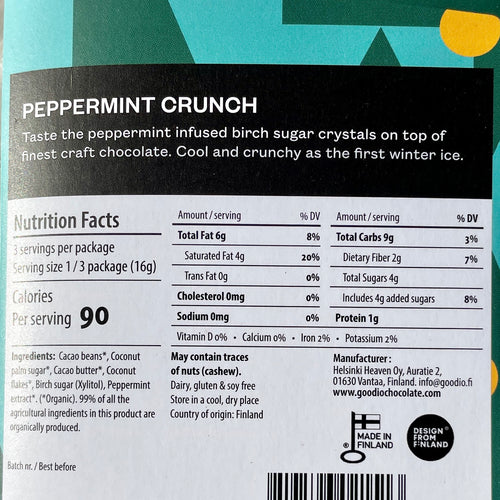 PEPPERMINT CRUNCH
Taste the peppermint infused birch sugar crystals on top of
finest craft chocolate. Cool and crunchy as the first winter ice.
Nutrition Facts
3 servings per package
Serving size 1/3 package (16g)
Calories
Per serving 90
Amount / serving % DV
Total Fat 6g 8%
Saturated Fat 4g 20%
Trans Fat 0g 0%
Cholesterol 0mg 0%
Sodium 0mg 0%
Amount / serving % DV
Total Carbs 9g 3%
Dietary Fiber 2g 7%
Total Sugars 4g
Includes 4g added sugars 8%
Protein 1g
Vitamin D 0% • Calcium 0% • Iron 2% • Potassium 2%
Ingredients: Cacao beans*, Coconut
palm sugar*, Cacao butter*, Coconut
flakes*, Birch sugar (Xylitol), Peppermint
extract*. (*Organic). 99% of all the
agricultural ingredients in this product are
organically produced.
Batch nr. / Best before
May contain traces
of nuts (cashew).
Dairy, gluten & soy free
Store in a cool, dry place
Country of origin: Finland
Manufacturer:
Helsinki Heaven Oy, Auratie 2,
01630 Vantaa, Finland. info@goodio.fi
www.goodiochocolate.com
MADE IN
FINLAND
DESIGN
FROM
FINLAND